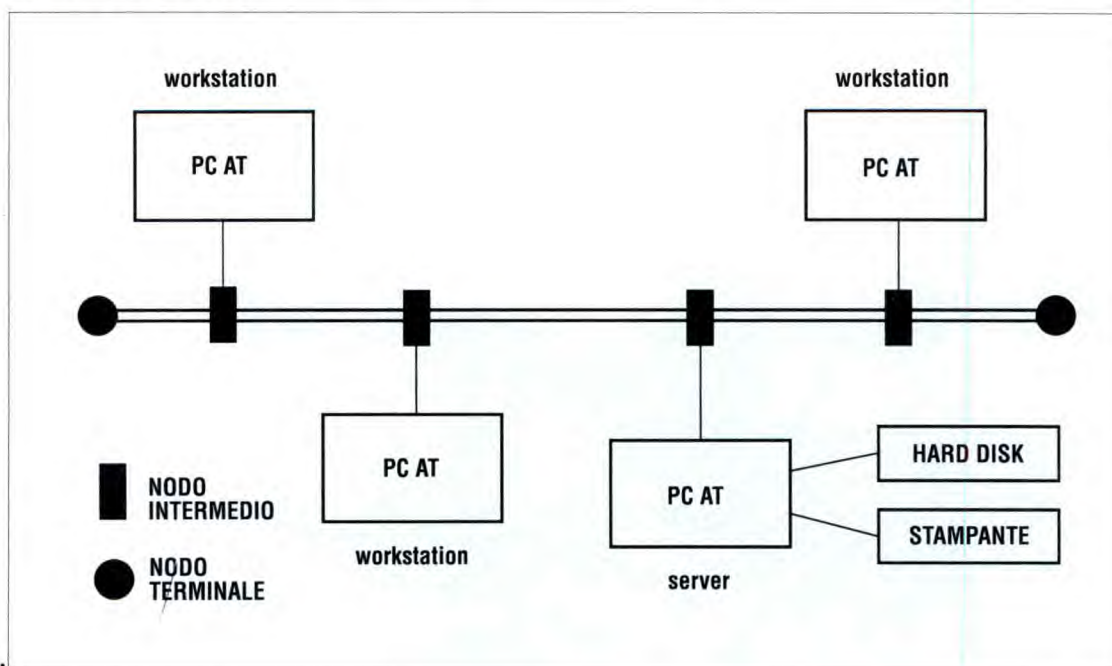 workstation
workstation
PC AT
PC AT
PC AT
workstation
PC AT
server
HARD DISK
STAMPANTE
NODO
INTERMEDIO
NODO
TERMINALE